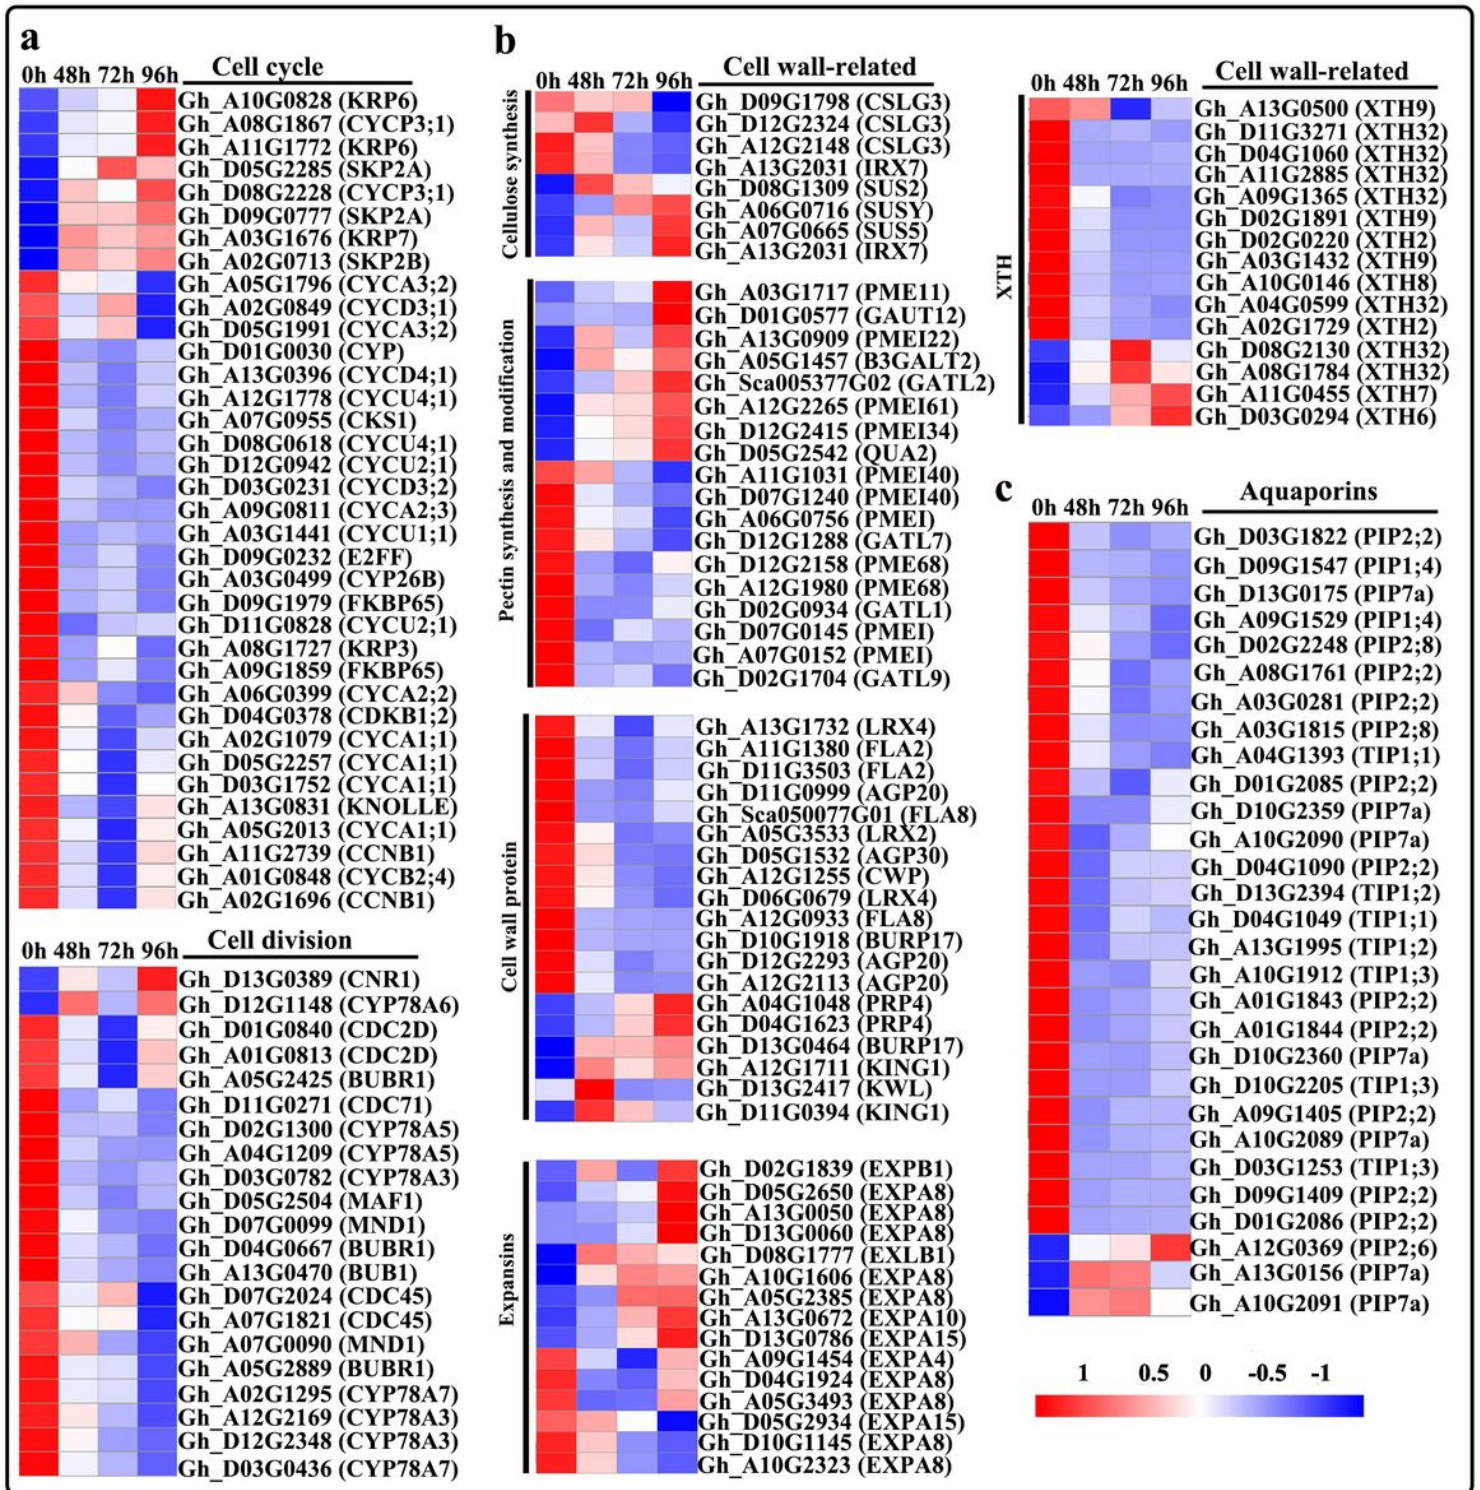 a
Cell cycle
0h 48h 72h 96h
Gh_A10G0828 (KRP6)
Gh_A08G1867 (CYCP3;1)
Gh_A11G1772 (KRP6)
Gh_D05G2285 (SKP2A)
Gh_D08G2228 (CYCP3;1)
Gh_D09G0777 (SKP2A)
Gh_A03G1676 (KRP7)
Gh_A02G0713 (SKP2B)
Gh_A05G1796 (CYCA3;2)
Gh_A02G0849 (CYCD3;1)
Gh_D05G1991 (CYCA3;2)
Gh_D01G0030 (CYP)
Gh_A13G0396 (CYCD4;1)
Gh_A12G1778 (CYCU4;1)
Gh_A07G0955 (CKS1)
Gh_D08G0618 (CYCU4;1)
Gh_D12G0942 (CYCU2;1)
Gh_D03G0231 (CYCD3;2)
Gh_A09G0811 (CYCA2;3)
Gh_A03G1441 (CYCU1;1)
Gh_D09G0232 (E2FF)
Gh_A03G0499 (CYP26B)
Gh_D09G1979 (FKBP65)
Gh_D11G0828 (CYCU2;1)
Gh_A08G1727 (KRP3)
Gh_A09G1859 (FKBP65)
Gh_A06G0399 (CYCA2;2)
Gh_D04G0378 (CDKB1;2)
Gh_A02G1079 (CYCA1;1)
Gh_D05G2257 (CYCA1;1)
Gh_D03G1752 (CYCA1;1)
Gh_A13G0831 (KNOLLE)
Gh_A05G2013 (CYCA1;1)
Gh_A11G2739 (CCNB1)
Gh_A01G0848 (CYCB2;4)
Gh_A02G1696 (CCNB1)
Cell division
0h 48h 72h 96h
Gh_D13G0389 (CNR1)
Gh_D12G1148 (CYP78A6)
Gh_D01G0840 (CDC2D)
Gh_A01G0813 (CDC2D)
Gh_A05G2425 (BUBR1)
Gh_D11G0271 (CDC71)
Gh_D02G1300 (CYP78A5)
Gh_A04G1209 (CYP78A5)
Gh_D03G0782 (CYP78A3)
Gh_D05G2504 (MAF1)
Gh_D07G0099 (MND1)
Gh_D04G0667 (BUBR1)
Gh_A13G0470 (BUB1)
Gh_D07G2024 (CDC45)
Gh_A07G1821 (CDC45)
Gh_A07G0090 (MND1)
Gh_A05G2889 (BUBR1)
Gh_A02G1295 (CYP78A7)
Gh_A12G2169 (CYP78A3)
Gh_D12G2348 (CYP78A3)
Gh_D03G0436 (CYP78A7)
b
Cell wall-related
0h 48h 72h 96h
Cellulose synthesis
Gh_D09G1798 (CSLG3)
Gh_D12G2324 (CSLG3)
Gh_A12G2148 (CSLG3)
Gh_A13G2031 (IRX7)
Gh_D08G1309 (SUS2)
Gh_A06G0716 (SUSY)
Gh_A07G0665 (SUS5)
Gh_A13G2031 (IRX7)
Pectin synthesis and modification
Gh_A03G1717 (PME11)
Gh_D01G0577 (GAUT12)
Gh_A13G0909 (PMEI22)
Gh_A05G1457 (B3GALT2)
Gh_Sca005377G02 (GATL2)
Gh_A12G2265 (PMEI61)
Gh_D12G2415 (PMEI34)
Gh_D05G2542 (QUA2)
Gh_A11G1031 (PMEI40)
Gh_D07G1240 (PMEI40)
Gh_A06G0756 (PMEI)
Gh_D12G1288 (GATL7)
Gh_D12G2158 (PME68)
Gh_A12G1980 (PME68)
Gh_D02G0934 (GATL1)
Gh_D07G0145 (PMEI)
Gh_A07G0152 (PMEI)
Gh_D02G1704 (GATL9)
Cell wall protein
Gh_A13G1732 (LRX4)
Gh_A11G1380 (FLA2)
Gh_D11G3503 (FLA2)
Gh_D11G0999 (AGP20)
Gh_Sca050077G01 (FLA8)
Gh_A05G3533 (LRX2)
Gh_D05G1532 (AGP30)
Gh_A12G1255 (CWP)
Gh_D06G0679 (LRX4)
Gh_A12G0933 (FLA8)
Gh_D10G1918 (BURP17)
Gh_D12G2293 (AGP20)
Gh_A12G2113 (AGP20)
Gh_A04G1048 (PRP4)
Gh_D04G1623 (PRP4)
Gh_D13G0464 (BURP17)
Gh_A12G1711 (KING1)
Gh_D13G2417 (KWL)
Gh_D11G0394 (KING1)
Expansins
Gh_D02G1839 (EXPB1)
Gh_D05G2650 (EXPA8)
Gh_A13G0050 (EXPA8)
Gh_D13G0060 (EXPA8)
Gh_D08G1777 (EXLB1)
Gh_A10G1606 (EXPA8)
Gh_A05G2385 (EXPA8)
Gh_A13G0672 (EXPA10)
Gh_D13G0786 (EXPA15)
Gh_A09G1454 (EXPA4)
Gh_D04G1924 (EXPA8)
Gh_A05G3493 (EXPA8)
Gh_D05G2934 (EXPA15)
Gh_D10G1145 (EXPA8)
Gh_A10G2323 (EXPA8)
Cell wall-related
0h 48h 72h 96h
XTH
Gh_A13G0500 (XTH9)
Gh_D11G3271 (XTH32)
Gh_D04G1060 (XTH32)
Gh_A11G2885 (XTH32)
Gh_A09G1365 (XTH32)
Gh_D02G1891 (XTH9)
Gh_D02G0220 (XTH2)
Gh_A03G1432 (XTH9)
Gh_A10G0146 (XTH8)
Gh_A04G0599 (XTH32)
Gh_A02G1729 (XTH2)
Gh_D08G2130 (XTH32)
Gh_A08G1784 (XTH32)
Gh_A11G0455 (XTH7)
Gh_D03G0294 (XTH6)
c
Aquaporins
0h 48h 72h 96h
Gh_D03G1822 (PIP2;2)
Gh_D09G1547 (PIP1;4)
Gh_D13G0175 (PIP7a)
Gh_A09G1529 (PIP1;4)
Gh_D02G2248 (PIP2;8)
Gh_A08G1761 (PIP2;2)
Gh_A03G0281 (PIP2;2)
Gh_A03G1815 (PIP2;8)
Gh_A04G1393 (TIP1;1)
Gh_D01G2085 (PIP2;2)
Gh_D10G2359 (PIP7a)
Gh_A10G2090 (PIP7a)
Gh_D04G1090 (PIP2;2)
Gh_D13G2394 (TIP1;2)
Gh_D04G1049 (TIP1;1)
Gh_A13G1995 (TIP1;2)
Gh_A10G1912 (TIP1;3)
Gh_A01G1843 (PIP2;2)
Gh_A01G1844 (PIP2;2)
Gh_D10G2360 (PIP7a)
Gh_D10G2205 (TIP1;3)
Gh_A09G1405 (PIP2;2)
Gh_A10G2089 (PIP7a)
Gh_D03G1253 (TIP1;3)
Gh_D09G1409 (PIP2;2)
Gh_D01G2086 (PIP2;2)
Gh_A12G0369 (PIP2;6)
Gh_A13G0156 (PIP7a)
Gh_A10G2091 (PIP7a)
1 0.5 0 -0.5 -1